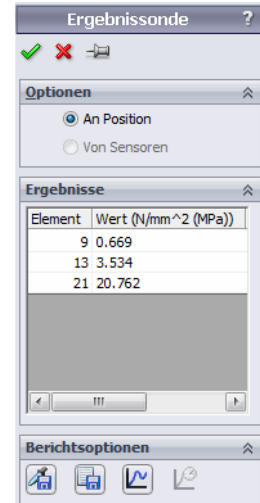 Ergebnissonde ?
Optionen
An Position
Von Sensoren
Ergebnisse
Element Wert (N/mm^2 (MPa))
9 0.669
13 3.534
21 20.762
Berichtsoptionen